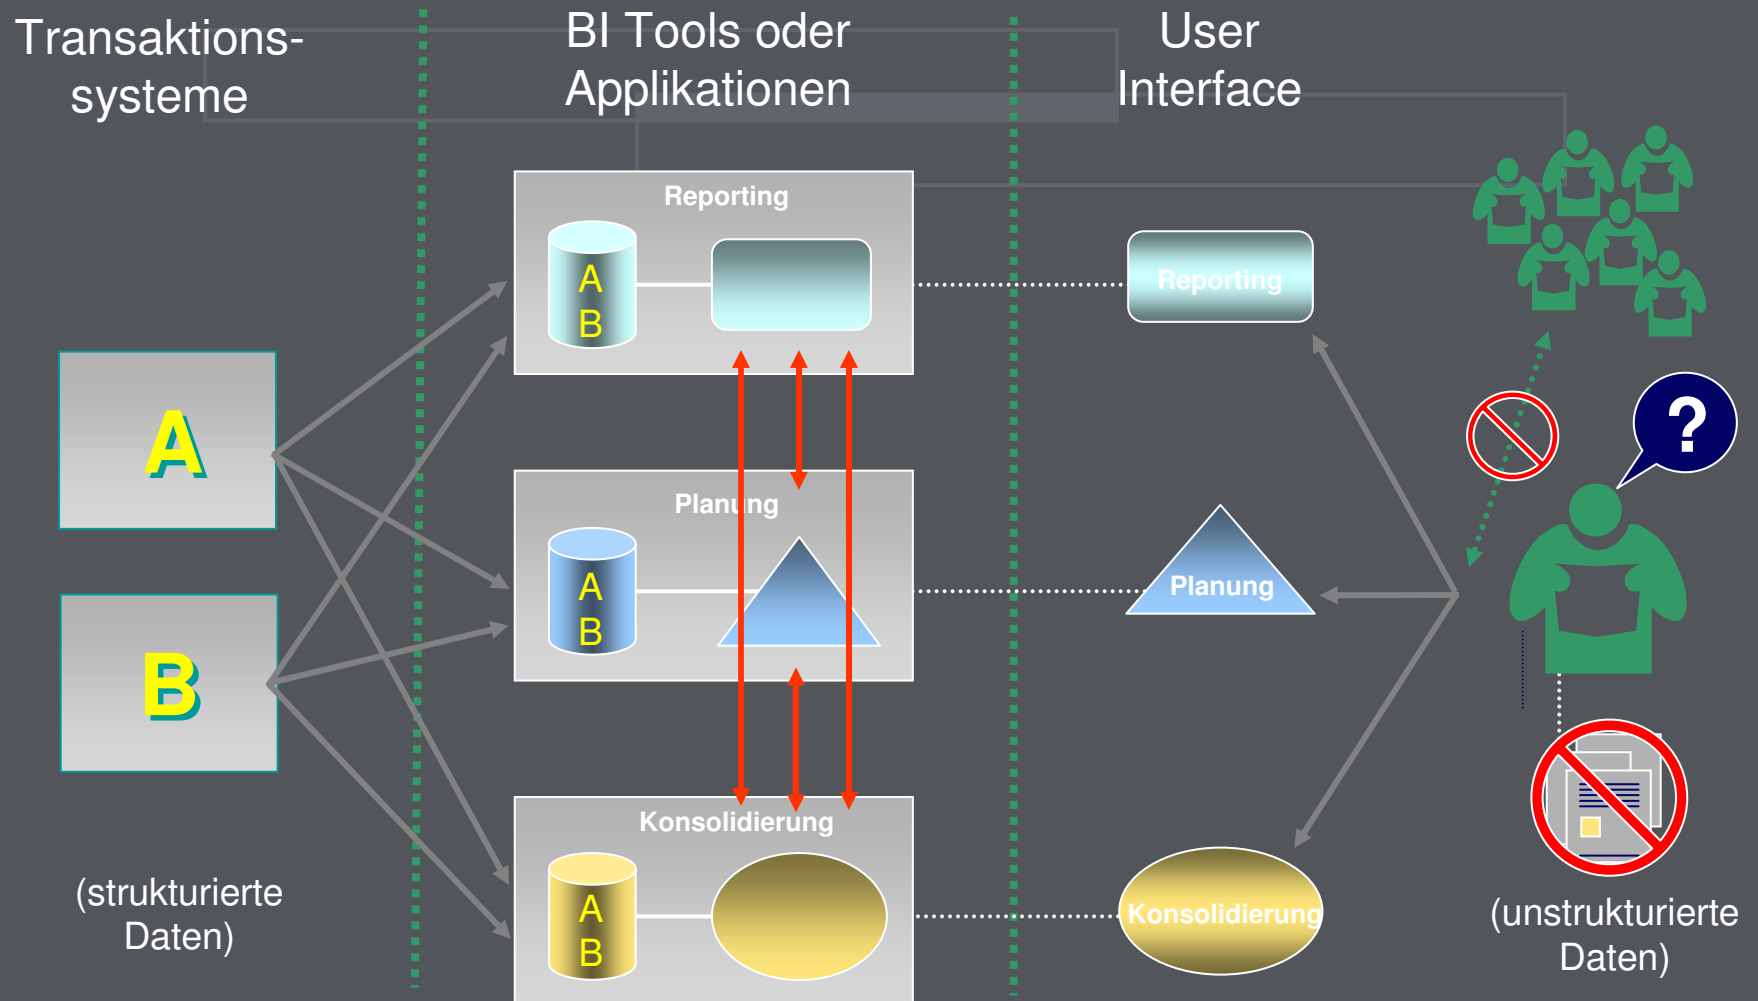 Transaktions-
systeme
BI Tools oder
Applikationen
User
Interface
Reporting
A
B
Reporting
A
?
Planung
A
B
Planung
B
Konsolidierung
A
B
Konsolidierung
(strukturierte
Daten)
(unstrukturierte
Daten)